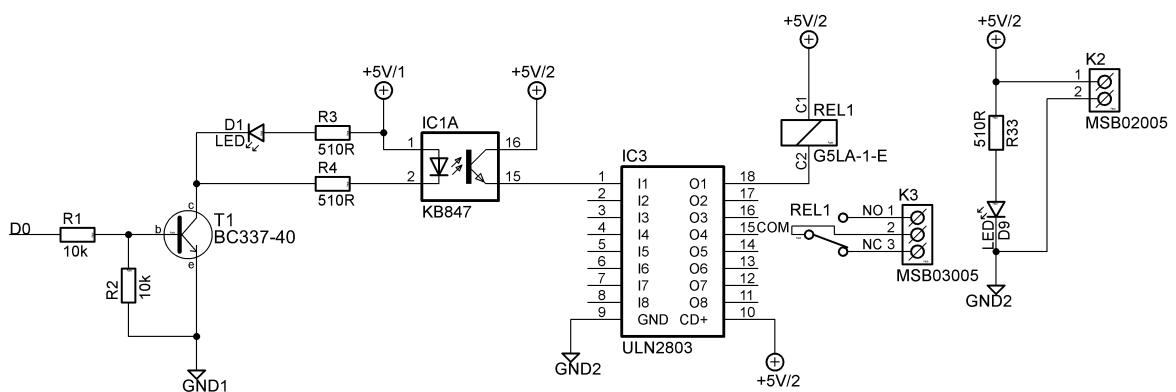 +5V/2
+5V/2
K2
1
2
MSB02005
+5V/1
+5V/2
C1
REL1
G5LA-1-E
C2
510R
R33
D1
LED
R3
510R
IC1A
1
16
2
15
KB847
R4
510R
IC3
1 I1 O1 18
2 I2 O2 17
3 I3 O3 16
4 I4 O4 15
5 I5 O5 14
6 I6 O6 13
7 I7 O7 12
8 I8 O8 11
9 GND CD+ 10
ULN2803
REL1
COM
K3
NO 1
2
NC 3
MSB03005
LED
D9
GND2
D0
R1
10k
c
b
e
T1
BC337-40
R2
10k
GND1
GND2
+5V/2